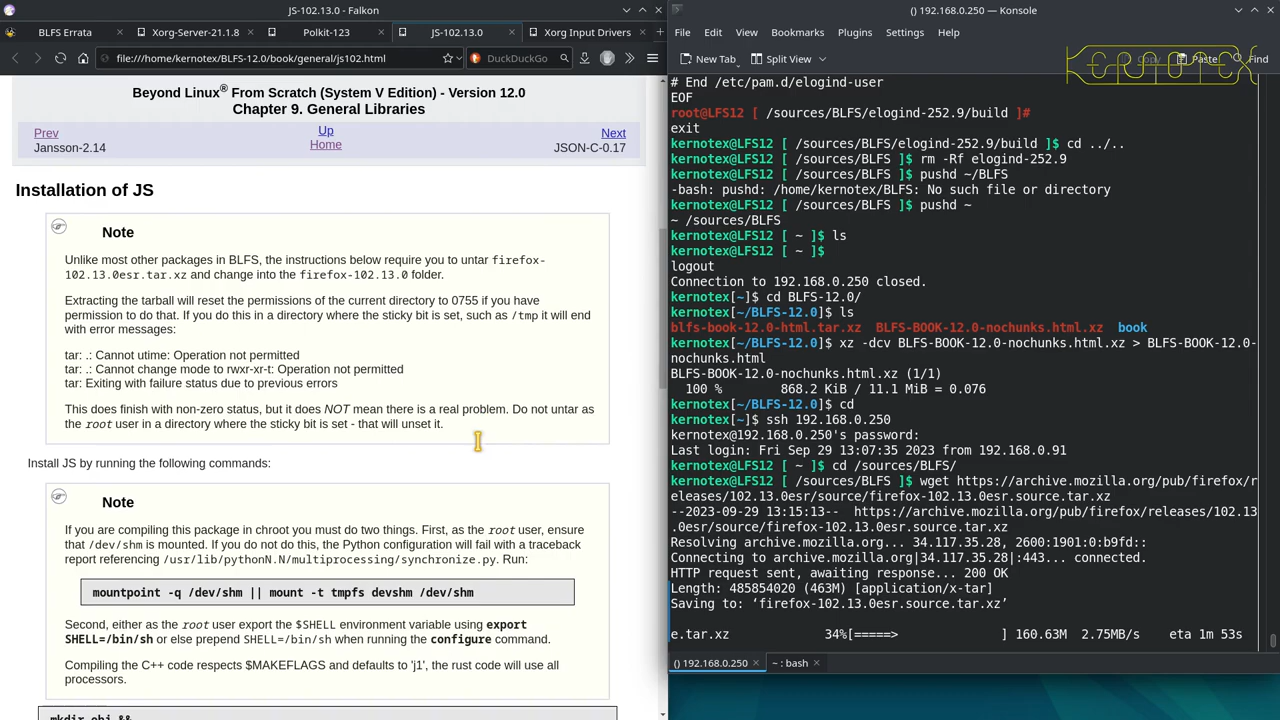 JS-102.13.0 - Falkon
BLFS Errata
Xorg-Server-21.1.8
Polkit-123
JS-102.13.0
Xorg Input Drivers
file:///home/kernotex/BLFS-12.0/book/general/js102.html
DuckDuckGo
Beyond Linux® From Scratch (System V Edition) - Version 12.0
Chapter 9. General Libraries
Prev
Up
Next
Jansson-2.14
Home
JSON-C-0.17
Installation of JS
Note
Unlike most other packages in BLFS, the instructions below require you to untar firefox-
102.13.0esr.tar.xz and change into the firefox-102.13.0 folder.
Extracting the tarball will reset the permissions of the current directory to 0755 if you have
permission to do that. If you do this in a directory where the sticky bit is set, such as /tmp it will end
with error messages:
tar: .: Cannot utime: Operation not permitted
tar: .: Cannot change mode to rwxr-xr-t: Operation not permitted
tar: Exiting with failure status due to previous errors
This does finish with non-zero status, but it does NOT mean there is a real problem. Do not untar as
the root user in a directory where the sticky bit is set - that will unset it.
Install JS by running the following commands:
Note
If you are compiling this package in chroot you must do two things. First, as the root user, ensure
that /dev/shm is mounted. If you do not do this, the Python configuration will fail with a traceback
report referencing /usr/lib/pythonN.N/multiprocessing/synchronize.py. Run:
mountpoint -q /dev/shm || mount -t tmpfs devshm /dev/shm
Second, either as the root user export the $SHELL environment variable using export
SHELL=/bin/sh or else prepend SHELL=/bin/sh when running the configure command.
Compiling the C++ code respects $MAKEFLAGS and defaults to 'j1', the rust code will use all
processors.
mkdir obj &&
() 192.168.0.250 — Konsole
File Edit View Bookmarks Plugins Settings Help
New Tab
Split View
Copy
Paste
Find
KernoteX
# End /etc/pam.d/elogind-user
EOF
root@LFS12 [ /sources/BLFS/elogind-252.9/build ]#
exit
kernotex@LFS12 [ /sources/BLFS/elogind-252.9/build ]$ cd ../..
kernotex@LFS12 [ /sources/BLFS ]$ rm -Rf elogind-252.9
kernotex@LFS12 [ /sources/BLFS ]$ pushd ~/BLFS
-bash: pushd: /home/kernotex/BLFS: No such file or directory
kernotex@LFS12 [ /sources/BLFS ]$ pushd ~
~ /sources/BLFS
kernotex@LFS12 [ ~ ]$ ls
kernotex@LFS12 [ ~ ]$
logout
Connection to 192.168.0.250 closed.
kernotex[~]$ cd BLFS-12.0/
kernotex[~/BLFS-12.0]$ ls
blfs-book-12.0-html.tar.xz BLFS-BOOK-12.0-nochunks.html.xz book
kernotex[~/BLFS-12.0]$ xz -dcv BLFS-BOOK-12.0-nochunks.html.xz > BLFS-BOOK-12.0-
nochunks.html
BLFS-BOOK-12.0-nochunks.html.xz (1/1)
100 % 868.2 KiB / 11.1 MiB = 0.076
kernotex[~/BLFS-12.0]$ cd
kernotex[~]$ ssh 192.168.0.250
kernotex@192.168.0.250's password:
Last login: Fri Sep 29 13:07:35 2023 from 192.168.0.91
kernotex@LFS12 [ ~ ]$ cd /sources/BLFS/
kernotex@LFS12 [ /sources/BLFS ]$ wget https://archive.mozilla.org/pub/firefox/r
eleases/102.13.0esr/source/firefox-102.13.0esr.source.tar.xz
--2023-09-29 13:15:13-- https://archive.mozilla.org/pub/firefox/releases/102.13
.0esr/source/firefox-102.13.0esr.source.tar.xz
Resolving archive.mozilla.org... 34.117.35.28, 2600:1901:0:b9fd::
Connecting to archive.mozilla.org|34.117.35.28|:443... connected.
HTTP request sent, awaiting response... 200 OK
Length: 485854020 (463M) [application/x-tar]
Saving to: ‘firefox-102.13.0esr.source.tar.xz’
e.tar.xz 34%[=====> ] 160.63M 2.75MB/s eta 1m 53s
() 192.168.0.250
~ : bash